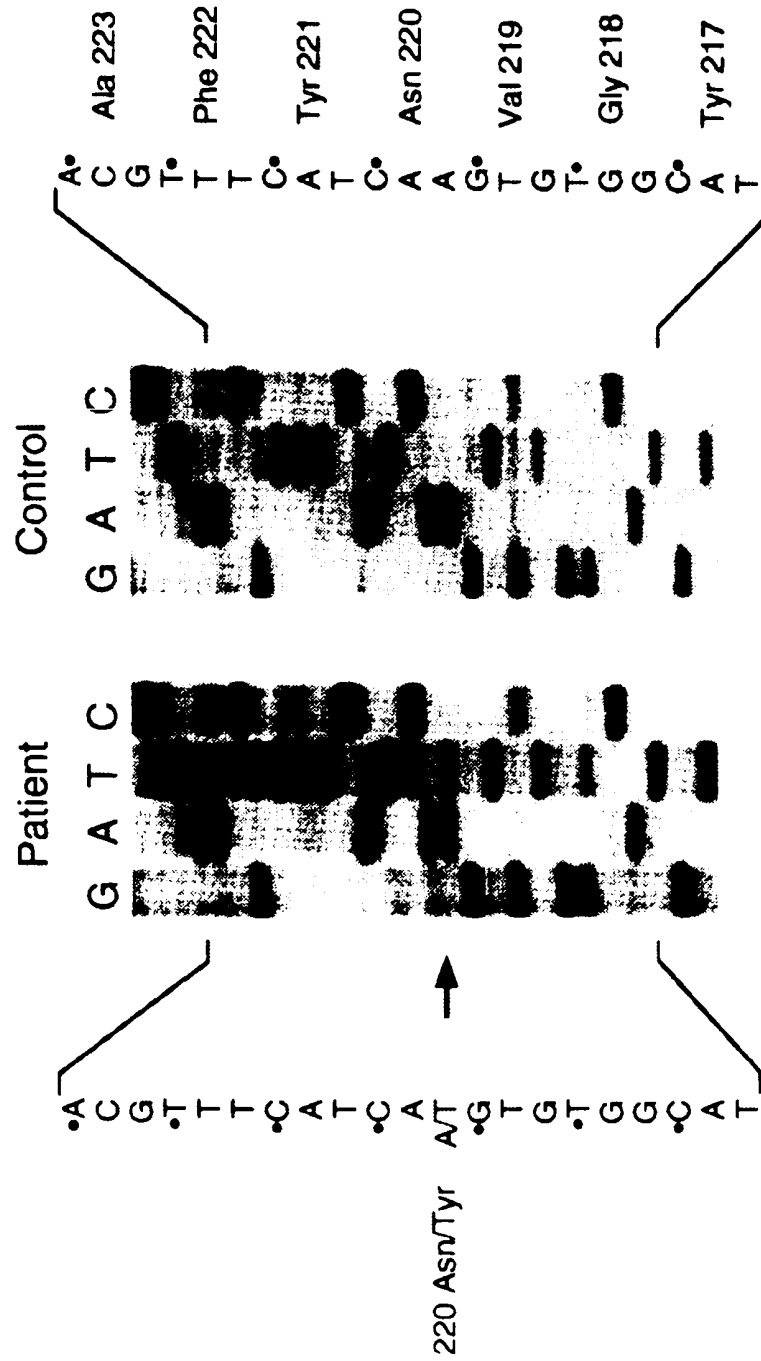 Patient
Control
G A T C
G A T C
•A
C
G
•T
T
T
•C
A
T
•C
A
A/T
•G
T
G
•T
G
G
•C
A
T
220 Asn/Tyr
A•
C
G
T•
T
T
C•
A
T
C•
A
A
G•
T
G
T•
G
G
C•
A
T
Ala 223
Phe 222
Tyr 221
Asn 220
Val 219
Gly 218
Tyr 217